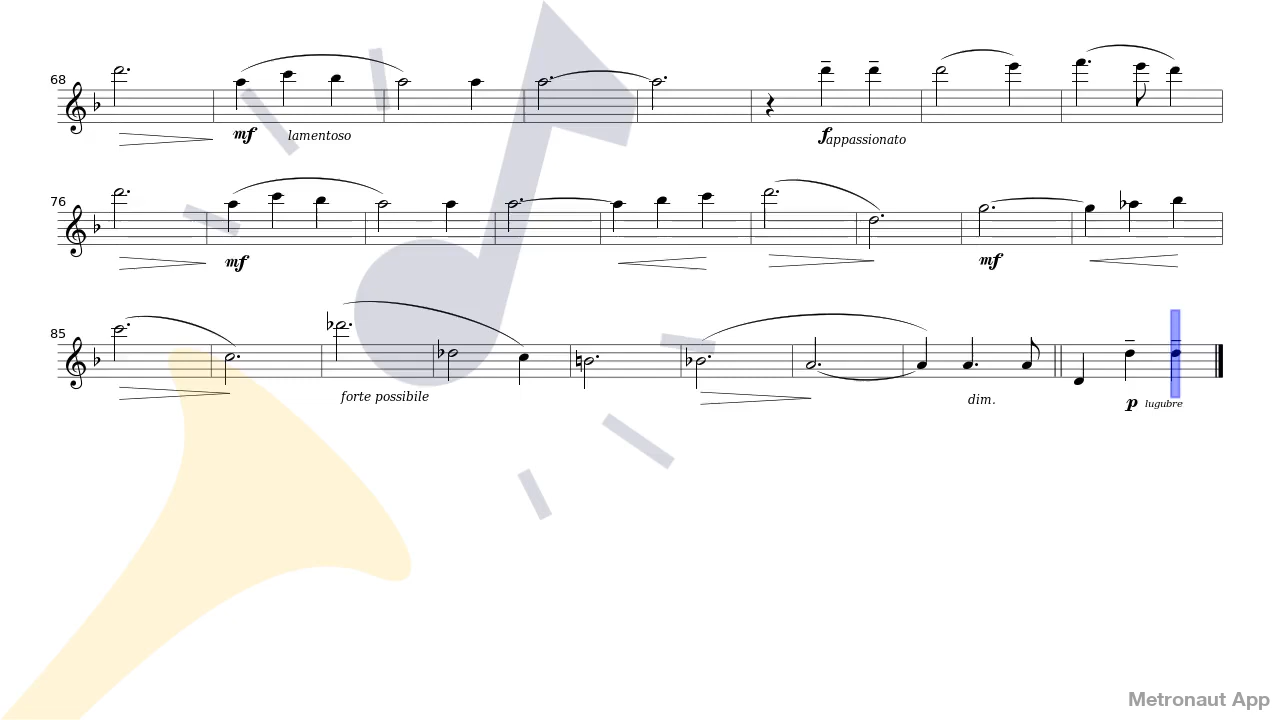 68
mf lamentoso f appassionato
76
mf mf
85
forte possibile dim. p lugubre
Metronaut App